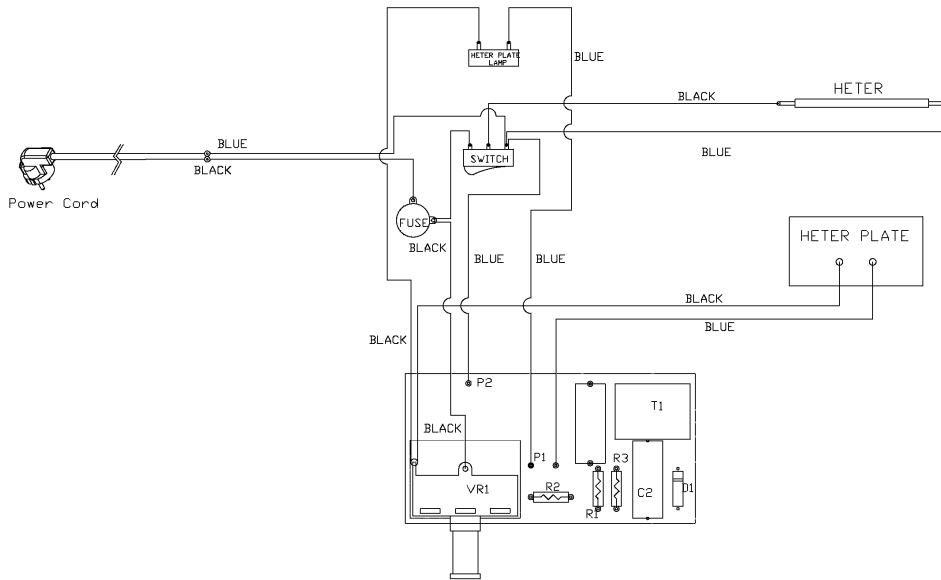 HETER PLATE
LAMP
BLUE
BLACK
HETER
BLUE
SWITCH
BLUE
BLACK
Power Cord
FUSE
HETER PLATE
BLACK
BLUE
BLUE
BLACK
BLUE
BLACK
P2
T1
BLACK
P1
R3
VR1
R2
C2
D1
R1